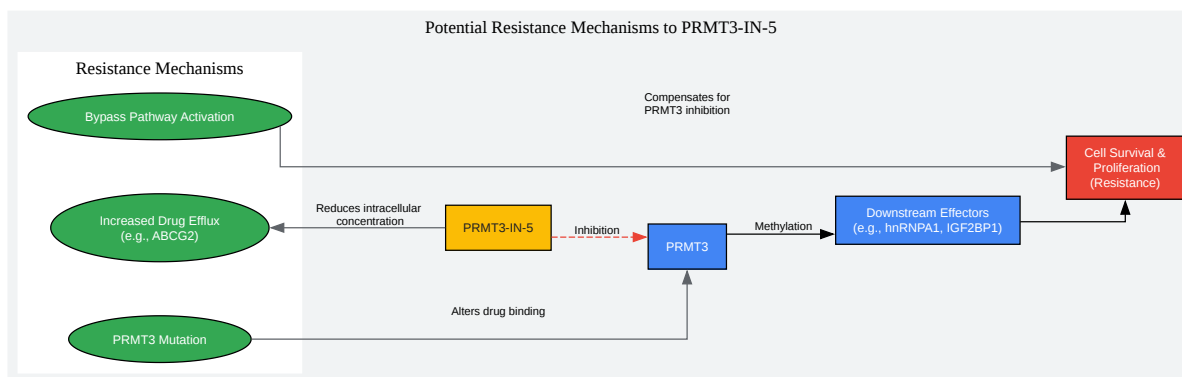 Potential Resistance Mechanisms to PRMT3-IN-5
Resistance Mechanisms
Bypass Pathway Activation
Compensates for
PRMT3 inhibition
Cell Survival &
Proliferation
(Resistance)
Increased Drug Efflux
(e.g., ABCG2)
Reduces intracellular
concentration
PRMT3-IN-5
Inhibition
PRMT3
Methylation
Downstream Effectors
(e.g., hnRNPA1, IGF2BP1)
Alters drug binding
PRMT3 Mutation